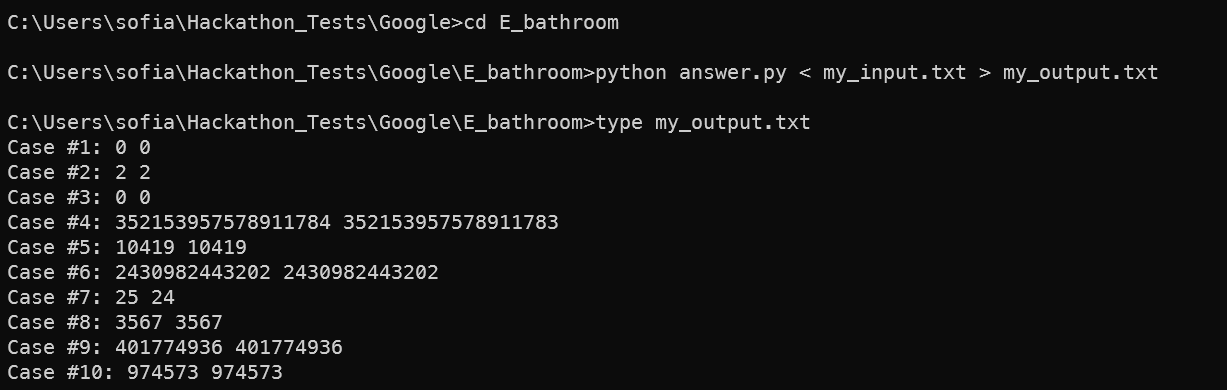 C:\Users\sofia\Hackathon_Tests\Google>cd E_bathroom
C:\Users\sofia\Hackathon_Tests\Google\E_bathroom>python answer.py < my_input.txt > my_output.txt
C:\Users\sofia\Hackathon_Tests\Google\E_bathroom>type my_output.txt
Case #1: 0 0
Case #2: 2 2
Case #3: 0 0
Case #4: 352153957578911784 352153957578911783
Case #5: 10419 10419
Case #6: 2430982443202 2430982443202
Case #7: 25 24
Case #8: 3567 3567
Case #9: 401774936 401774936
Case #10: 974573 974573